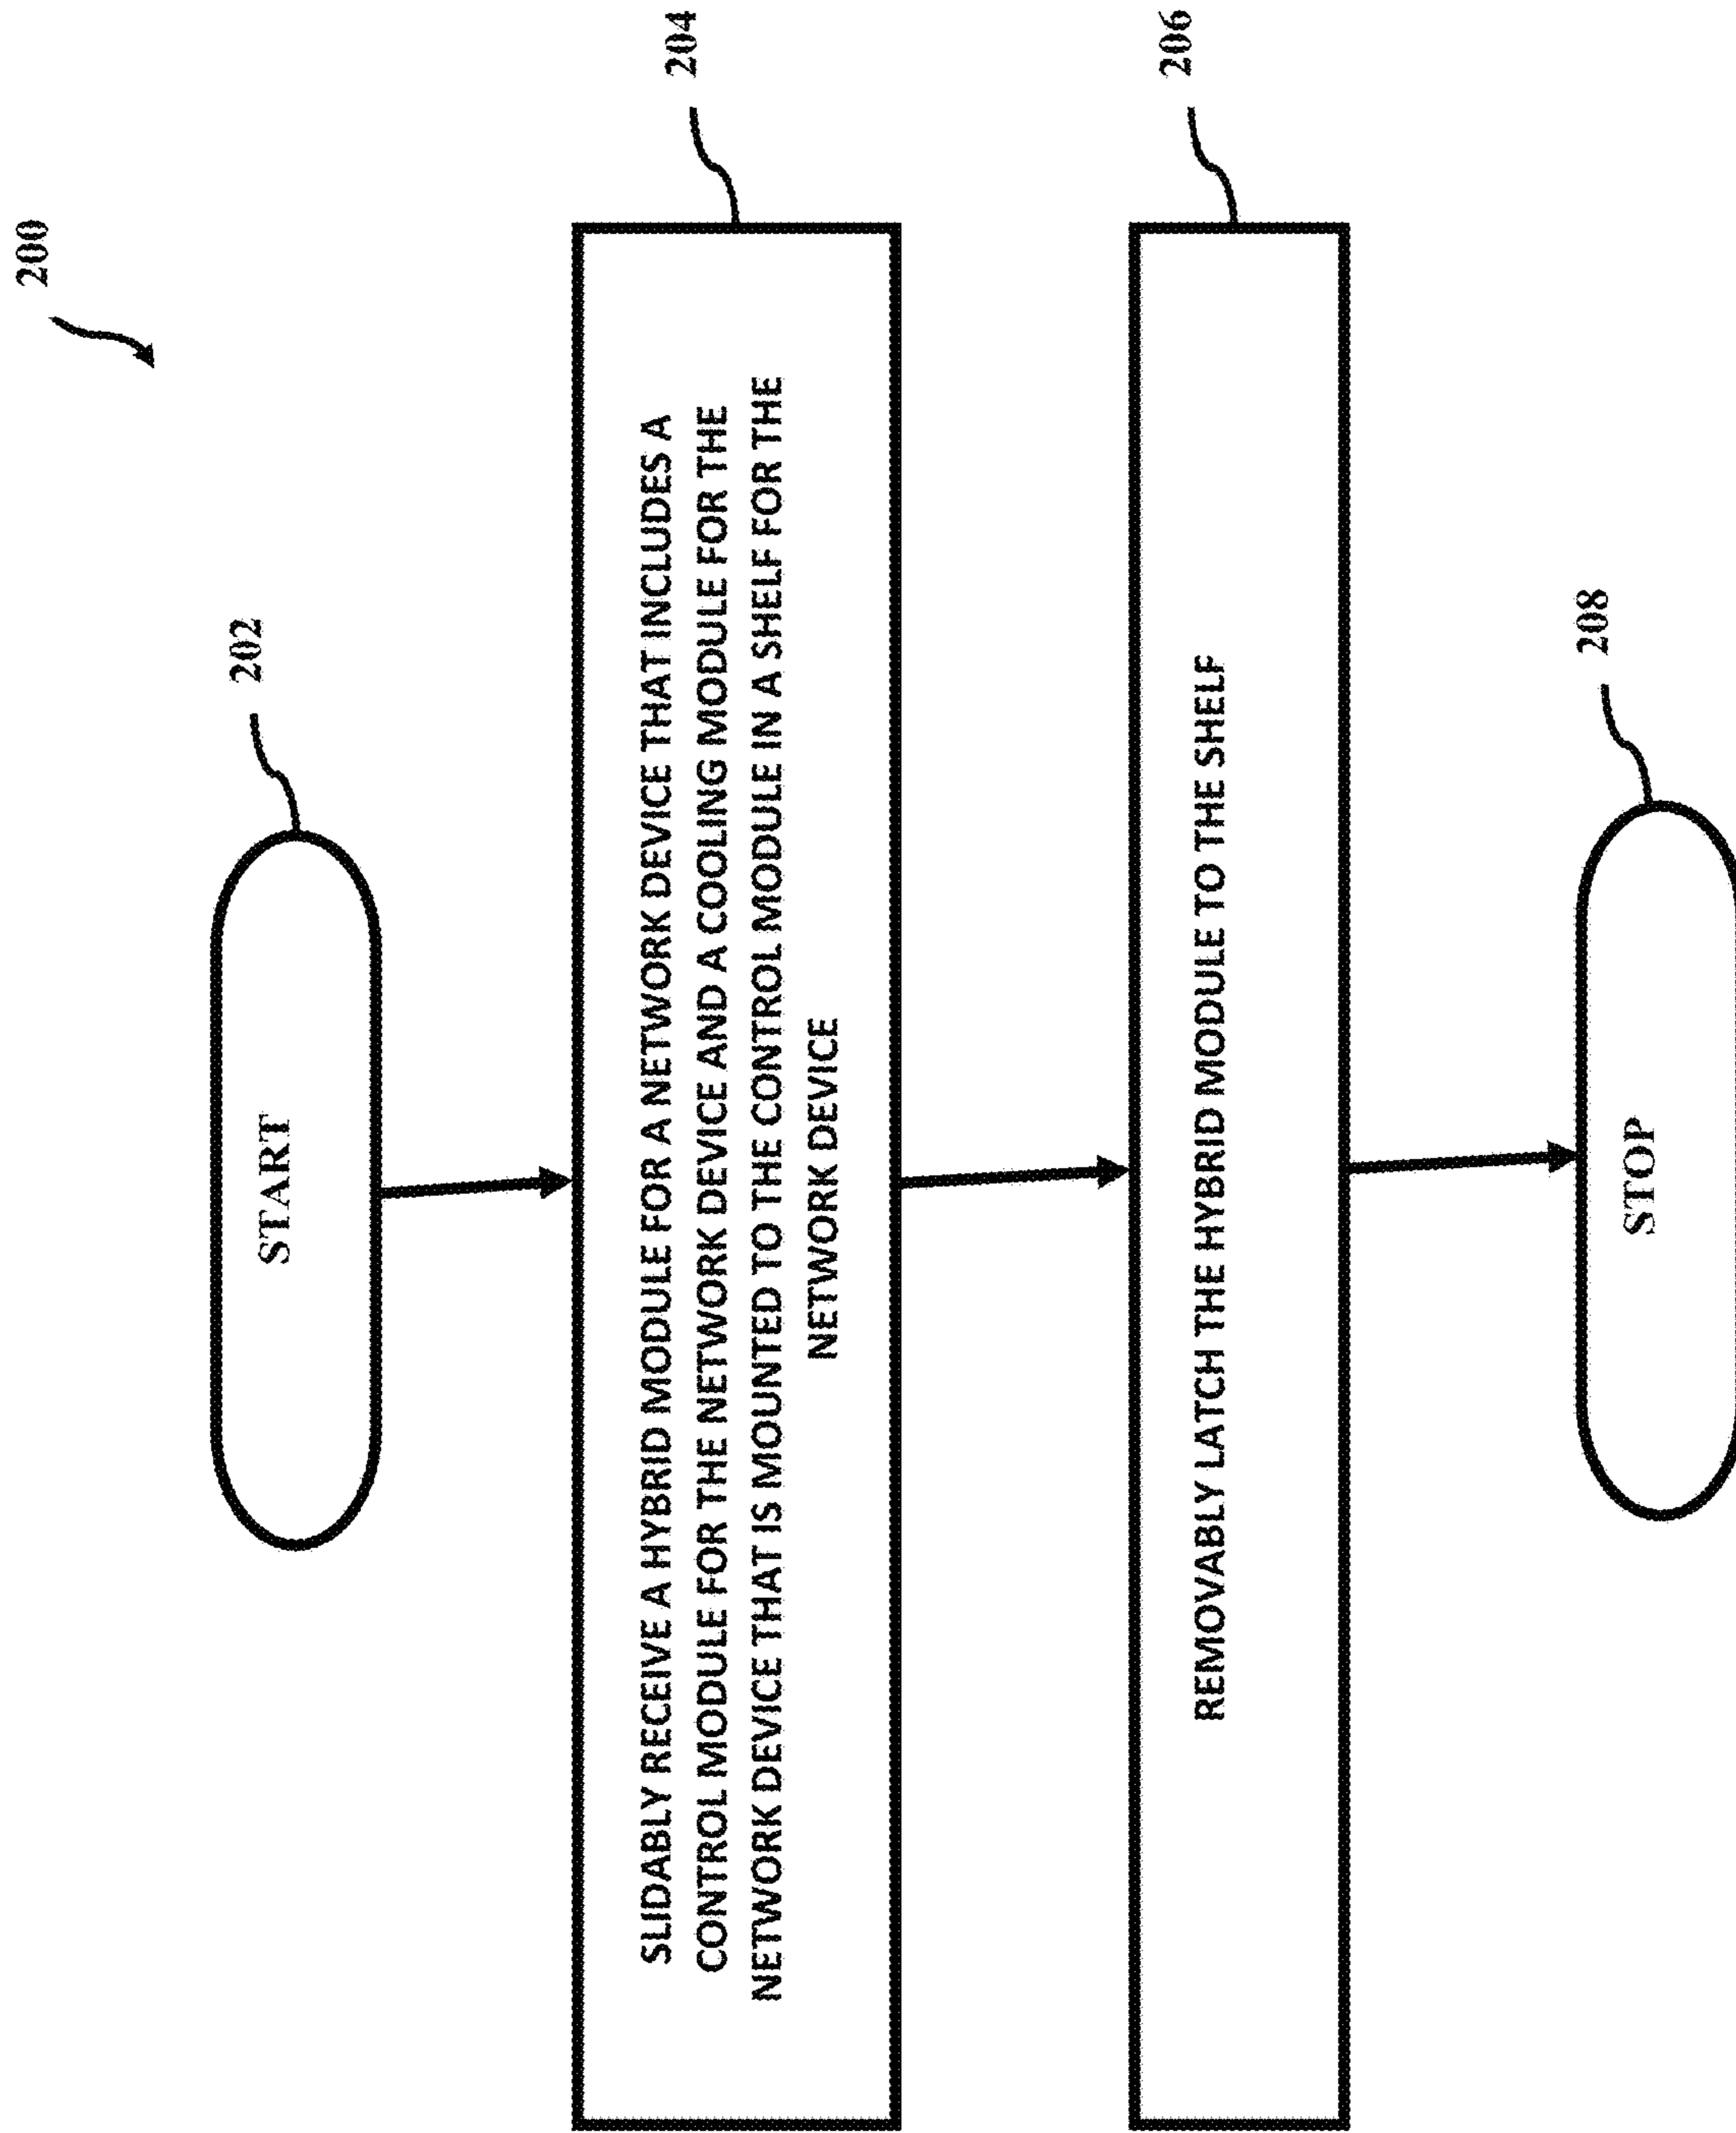 200
202
START
204
SLIDABLY RECEIVE A HYBRID MODULE FOR A NETWORK DEVICE THAT INCLUDES A
CONTROL MODULE FOR THE NETWORK DEVICE AND A COOLING MODULE FOR THE
NETWORK DEVICE THAT IS MOUNTED TO THE CONTROL MODULE IN A SHELF FOR THE
NETWORK DEVICE
206
REMOVABLY LATCH THE HYBRID MODULE TO THE SHELF
208
STOP